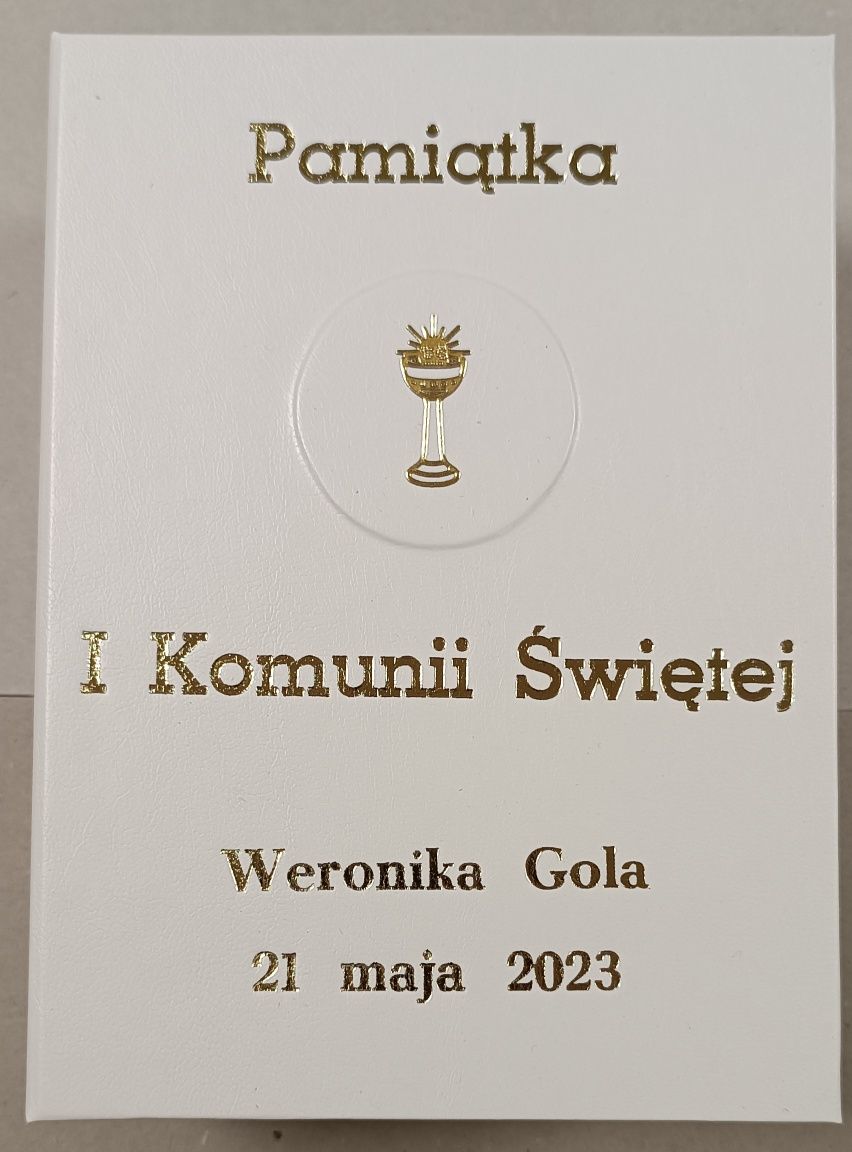 Pamiątka
I Komunii Świętej
Weronika Gola
21 maja 2023